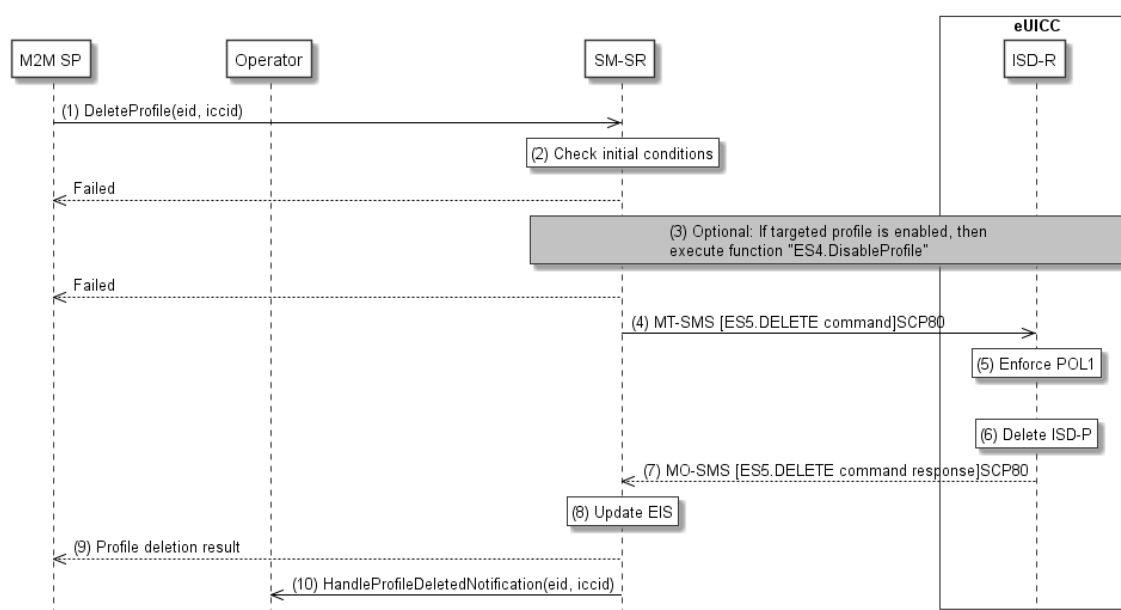 eUICC
M2M SP
Operator
SM-SR
ISD-R
(1) DeleteProfile(eid, iccid)
(2) Check initial conditions
Failed
(3) Optional: If targeted profile is enabled, then
execute function "ES4.DisableProfile"
Failed
(4) MT-SMS [ES5.DELETE command]SCP80
(5) Enforce POL1
(6) Delete ISD-P
(7) MO-SMS [ES5.DELETE command response]SCP80
(8) Update EIS
(9) Profile deletion result
(10) HandleProfileDeletedNotification(eid, iccid)